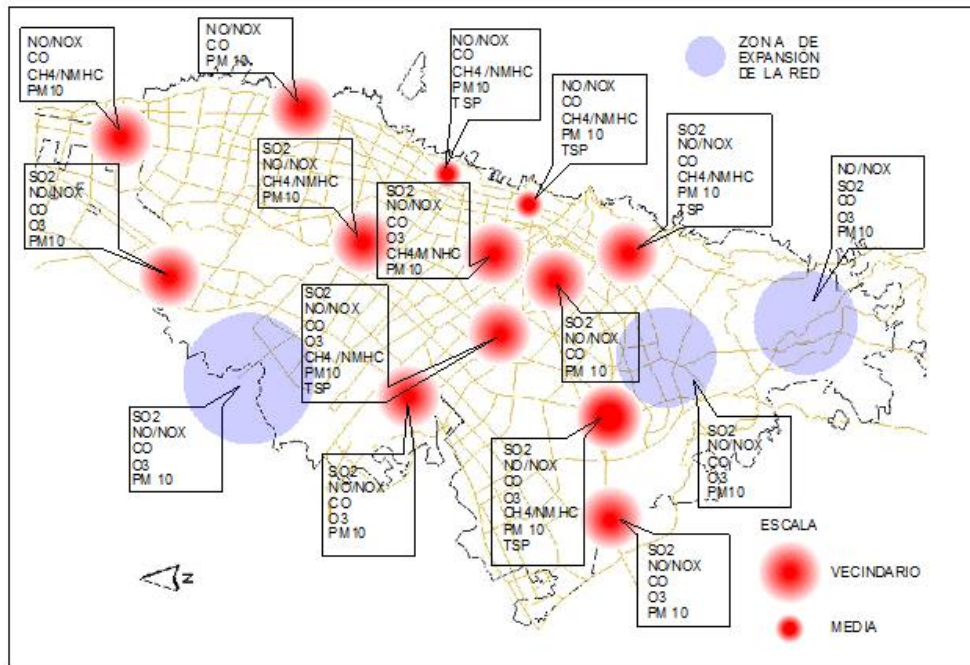 NO/NOX
CO
CH4/NMHC
PM10
NO/NOX
CO
PM 10
NO/NOX
CO
CH4/NMHC
PM10
TSP
NO/NOX
CO
CH4/NMHC
PM 10
TSP
ZONA DE
EXPANSIÓN
DE LA RED
SO2
NO/NOX
CO
CH4/NMHC
PM 10
TSP
NO/NOX
SO2
CO
O3
PM10
SO2
NO/NOX
CO
O3
PM10
SO2
NO/NOX
CH4/NMHC
PM10
SO2
NO/NOX
CO
O3
CH4/MNHC
PM10
SO2
NO/NOX
CO
O3
CH4/NMHC
PM10
TSP
SO2
NO/NOX
CO
PM 10
SO2
NO/NOX
CO
O3
PM 10
SO2
NO/NOX
CO
O3
PM10
SO2
NO/NOX
CO
O3
CH4/NMHC
PM 10
TSP
SO2
NO/NOX
CO
O3
PM10
SO2
NO/NOX
CO
O3
PM 10
N
ESCALA
VECINDARIO
MEDIA